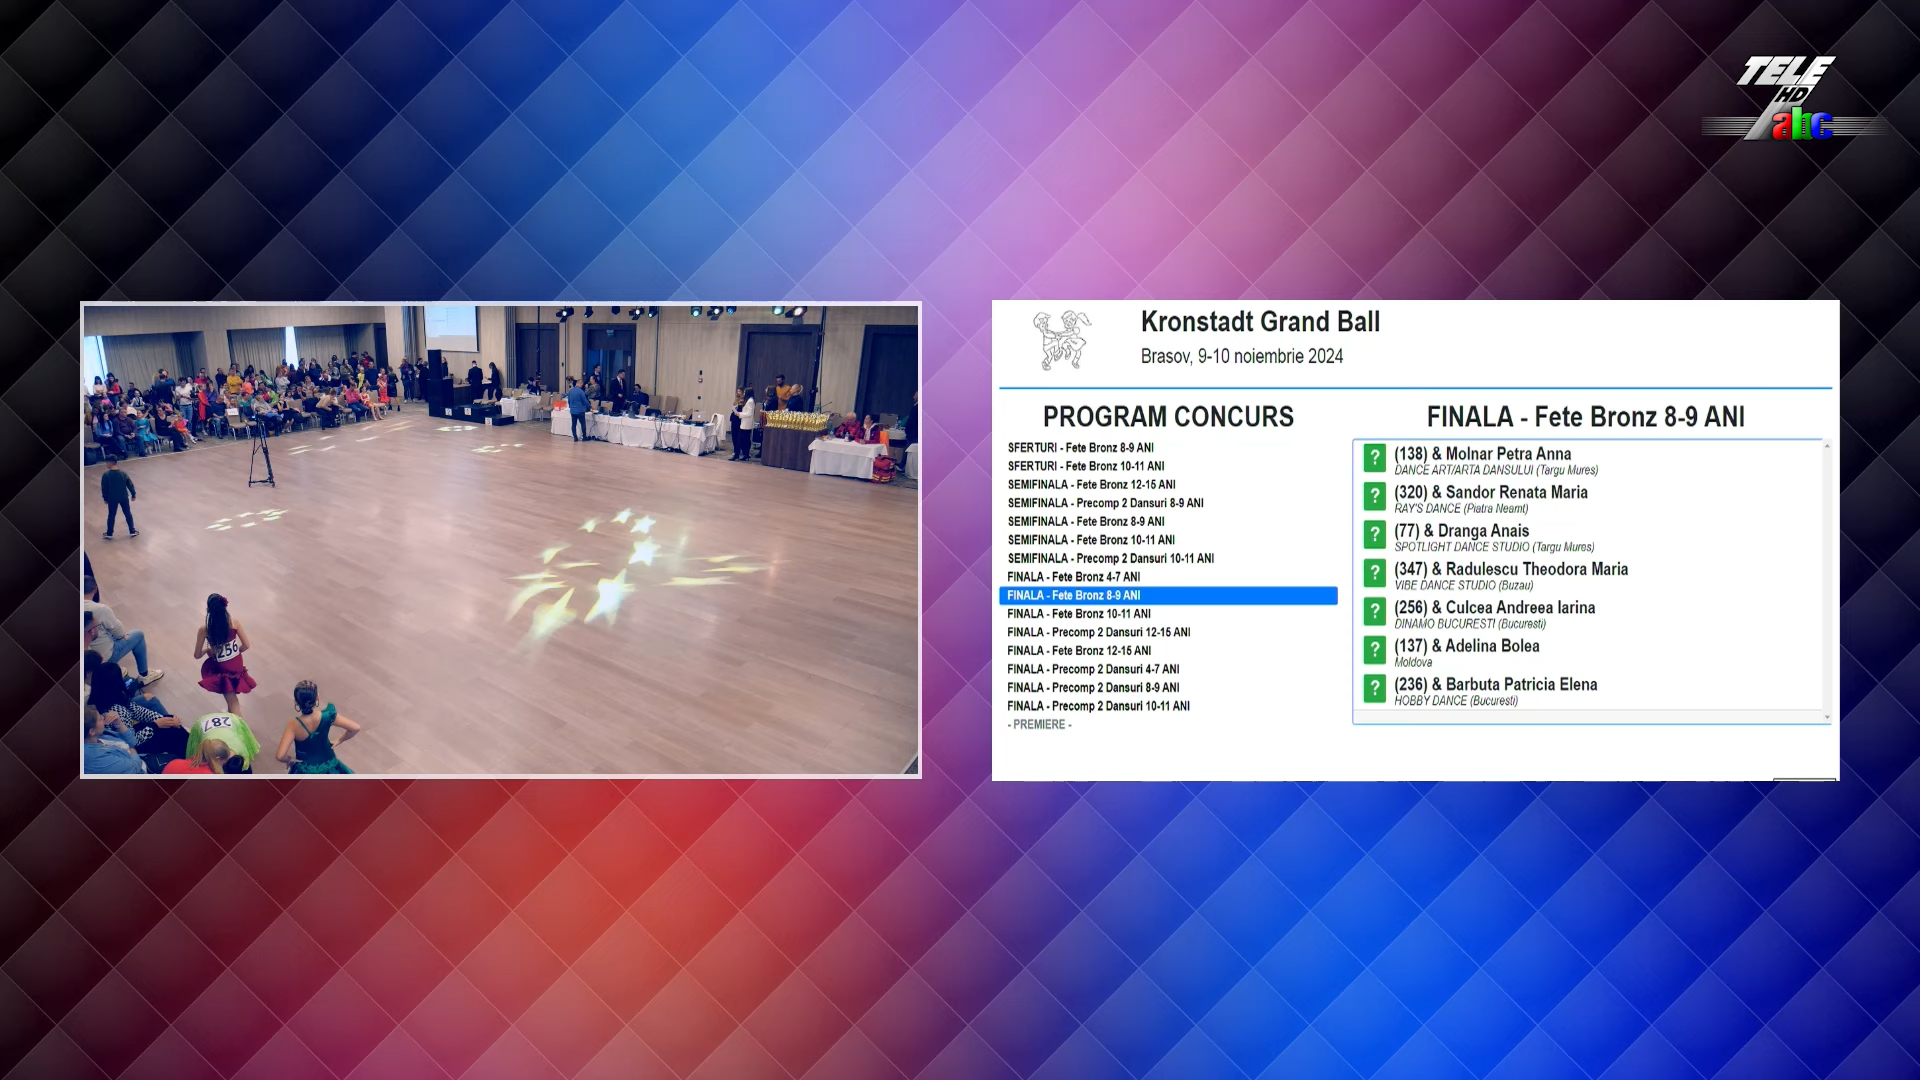 TELE
HD
abc
Kronstadt Grand Ball
Brasov, 9-10 noiembrie 2024
PROGRAM CONCURS
SFERTURI - Fete Bronz 8-9 ANI
SFERTURI - Fete Bronz 10-11 ANI
SEMIFINALA - Fete Bronz 12-15 ANI
SEMIFINALA - Precomp 2 Dansuri 8-9 ANI
SEMIFINALA - Fete Bronz 8-9 ANI
SEMIFINALA - Fete Bronz 10-11 ANI
SEMIFINALA - Precomp 2 Dansuri 10-11 ANI
FINALA - Fete Bronz 4-7 ANI
FINALA - Fete Bronz 8-9 ANI
FINALA - Fete Bronz 10-11 ANI
FINALA - Precomp 2 Dansuri 12-15 ANI
FINALA - Fete Bronz 12-15 ANI
FINALA - Precomp 2 Dansuri 4-7 ANI
FINALA - Precomp 2 Dansuri 8-9 ANI
FINALA - Precomp 2 Dansuri 10-11 ANI
- PREMIERE -
FINALA - Fete Bronz 8-9 ANI
? (138) & Molnar Petra Anna
DANCE ART/ARTA DANSULUI (Targu Mures)
? (320) & Sandor Renata Maria
RAY'S DANCE (Piatra Neamt)
? (77) & Dranga Anais
SPOTLIGHT DANCE STUDIO (Targu Mures)
? (347) & Radulescu Theodora Maria
VIBE DANCE STUDIO (Buzau)
? (256) & Culcea Andreea Iarina
DINAMO BUCURESTI (Bucuresti)
? (137) & Adelina Bolea
Moldova
? (236) & Barbuta Patricia Elena
HOBBY DANCE (Bucuresti)
256
287